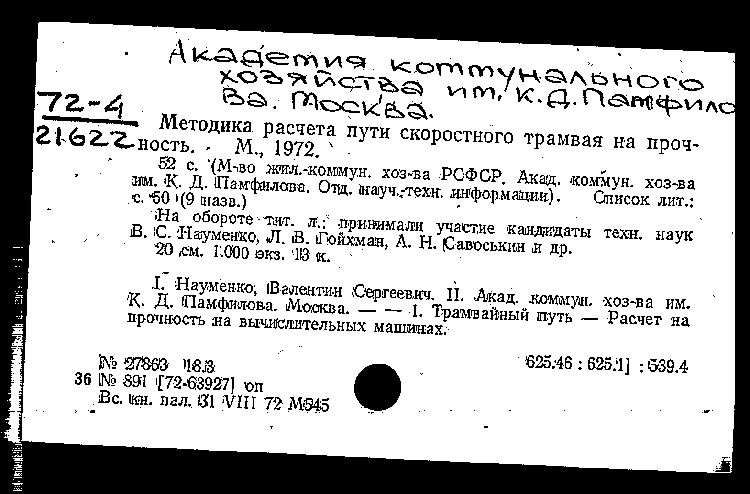 Академия коммунального
хозяйства им. К.Д. Памфило
ва. Москва.
72-4
21622
Методика расчета пути скоростного трамвая на проч-
ность. М., 1972.
52 с. (М-во жил.-коммун. хоз-ва РСФСР. Акад. коммун. хоз-ва
им. К. Д. Памфилова. Отд. науч.-техн. информации). Список лит.:
с. 50 (9 назв.)
На обороте тит. л.: принимали участие кандидаты техн. наук
В. С. Науменко, Л. В. Гойхман, А. Н. Савоськин и др.
20 см. 1.000 экз. 13 к.
I. Науменко, Валентин Сергеевич. II. Акад. коммун. хоз-ва им.
К. Д. Памфилова. Москва. — — 1. Трамвайный путь — Расчет на
прочность на вычислительных машинах.
№ 27863 18.3 625.46 : 625.1] : 539.4
36 № 891 [72-63927] оп
Вс. кн. пал. 31 VIII 72 М545